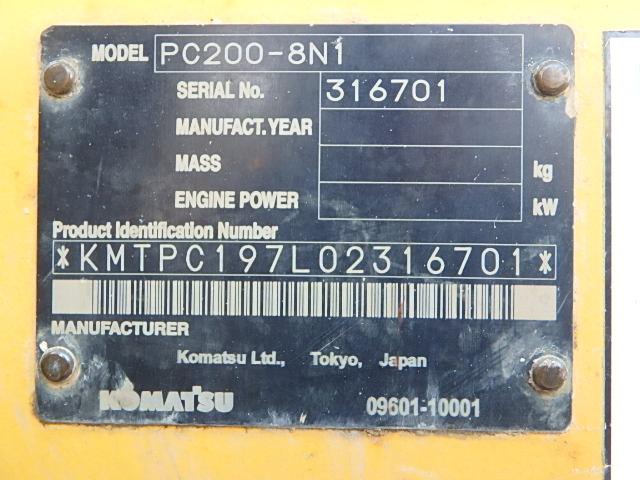 MODEL PC200-8N1
SERIAL No. 316701
MANUFACT. YEAR
MASS kg
ENGINE POWER kW
Product Identification Number
*KMTPC197L02316701*
MANUFACTURER
Komatsu Ltd., Tokyo, Japan
KOMATSU 09601-10001